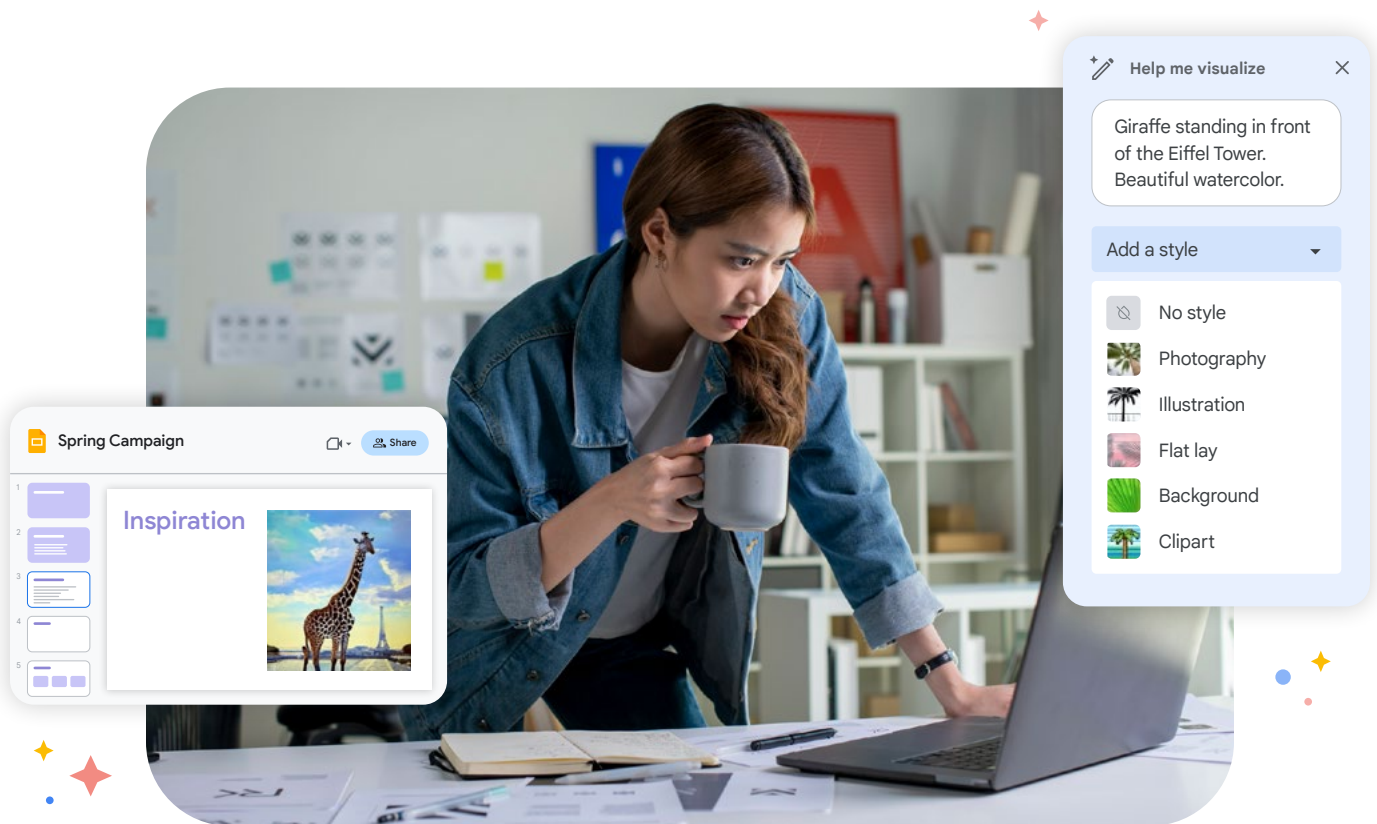 Help me visualize
Giraffe standing in front
of the Eiffel Tower.
Beautiful watercolor.
Add a style
No style
Photography
Illustration
Flat lay
Background
Clipart
A
Spring Campaign
Share
1
2
3
4
5
Inspiration